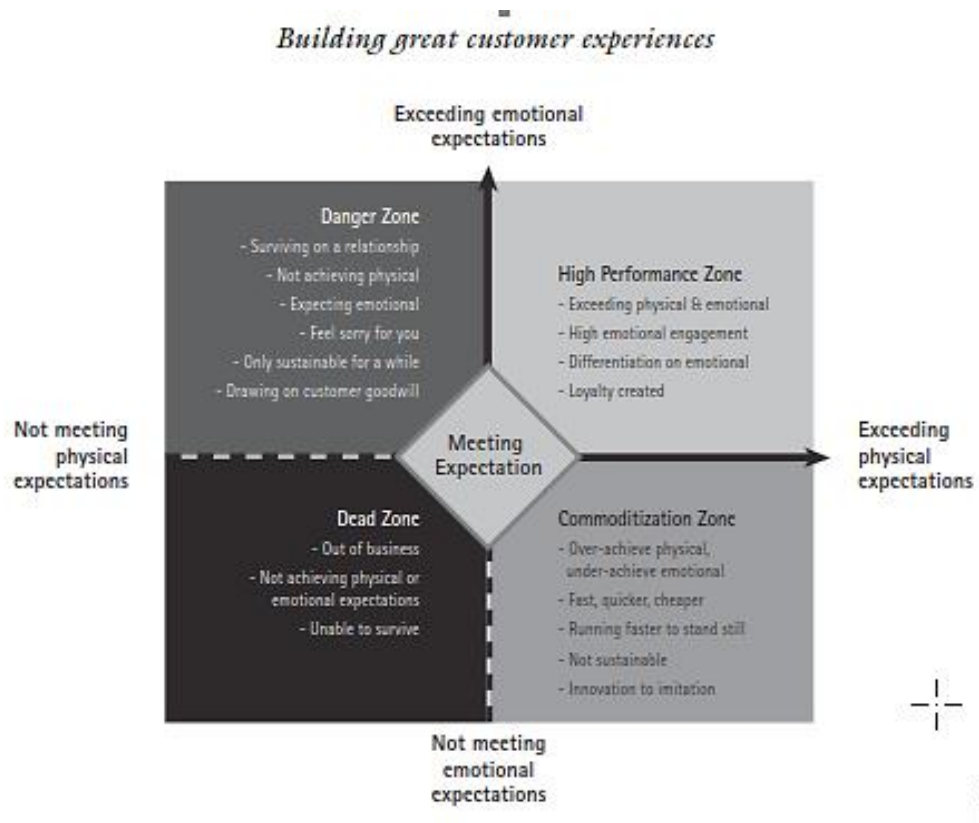 Building great customer experiences
Exceeding emotional
expectations
Danger Zone
- Surviving on a relationship
- Not achieving physical
- Expecting emotional
- Feel sorry for you
- Only sustainable for a while
- Drawing on customer goodwill
High Performance Zone
- Exceeding physical & emotional
- High emotional engagement
- Differentiation on emotional
- Loyalty created
Not meeting
physical
expectations
Meeting
Expectation
Exceeding
physical
expectations
Dead Zone
- Out of business
- Not achieving physical or
emotional expectations
- Unable to survive
Commoditization Zone
- Over-achieve physical,
under-achieve emotional
- Fast, quicker, cheaper
- Running faster to stand still
- Not sustainable
- Innovation to imitation
Not meeting
emotional
expectations